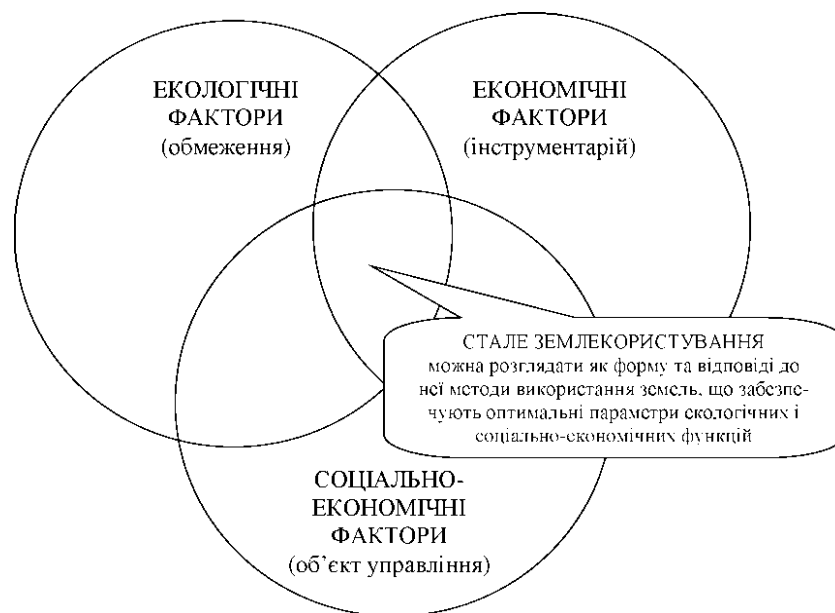 ЕКОЛОГІЧНІ
ФАКТОРИ
(обмеження)
ЕКОНОМІЧНІ
ФАКТОРИ
(інструментарій)
СТАЛЕ ЗЕМЛЕКОРИСТУВАННЯ
можна розглядати як форму та відповіді до
неї методи використання земель, що забезпе-
чують оптимальні параметри екологічних і
соціально-економічних функцій
СОЦІАЛЬНО-
ЕКОНОМІЧНІ
ФАКТОРИ
(об’єкт управління)